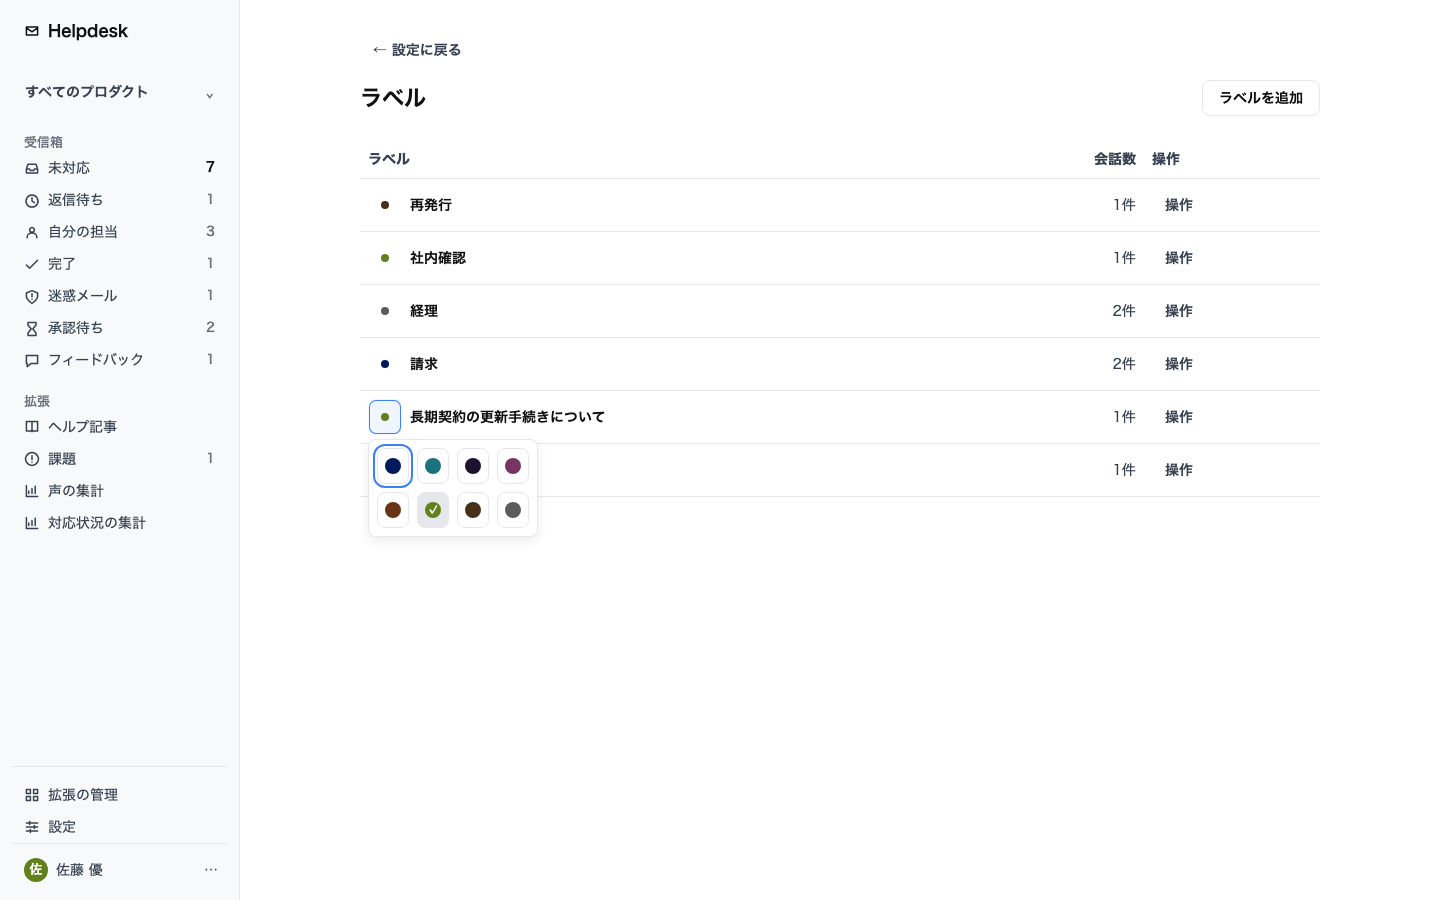 Helpdesk
すべてのプロダクト
受信箱
未対応 7
返信待ち 1
自分の担当 3
完了 1
迷惑メール 1
承認待ち 2
フィードバック 1
拡張
ヘルプ記事
課題 1
声の集計
対応状況の集計
拡張の管理
設定
佐 佐藤 優 …
← 設定に戻る
ラベル
ラベルを追加
ラベル 会話数 操作
再発行 1件 操作
社内確認 1件 操作
経理 2件 操作
請求 2件 操作
長期契約の更新手続きについて 1件 操作
1件 操作